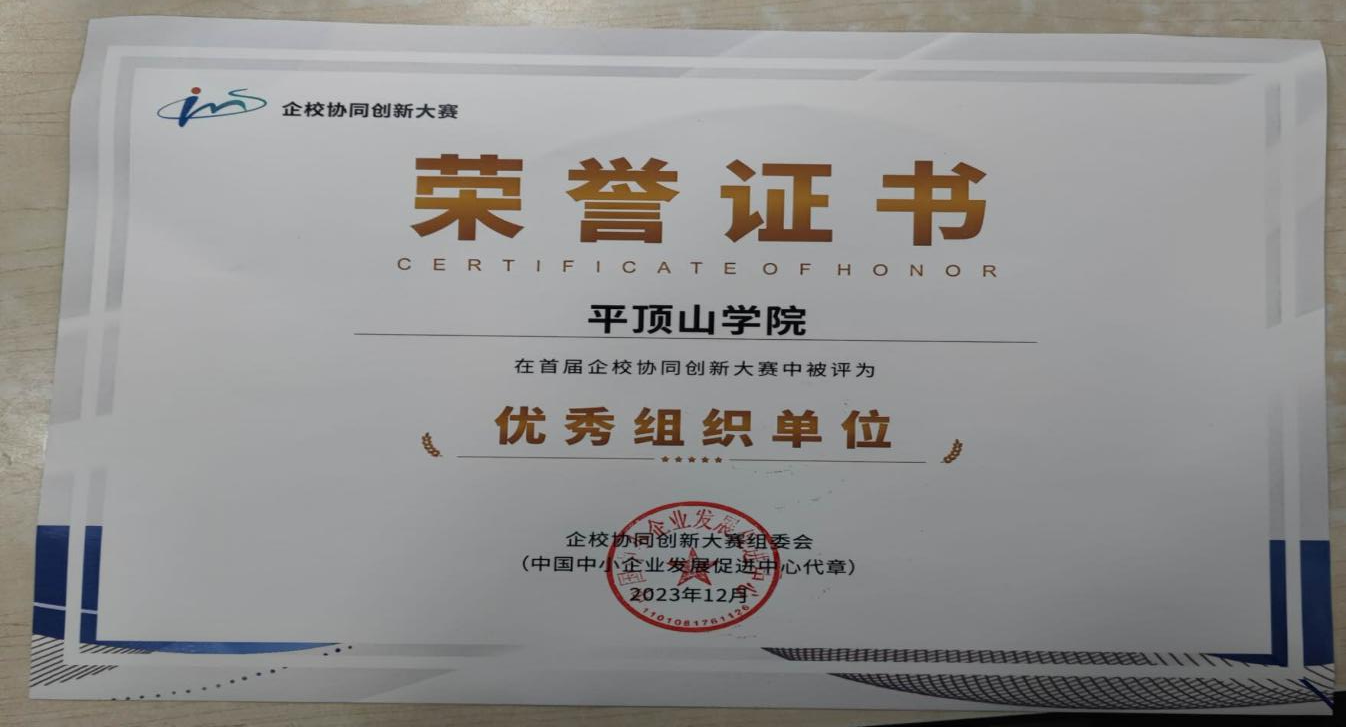 企校协同创新大赛
荣誉证书
CERTIFICATE OF HONOR
平顶山学院
在首届企校协同创新大赛中被评为
优秀组织单位
企校协同创新大赛组委会
（中国中小企业发展促进中心代章）
2023年12月
1101081761126